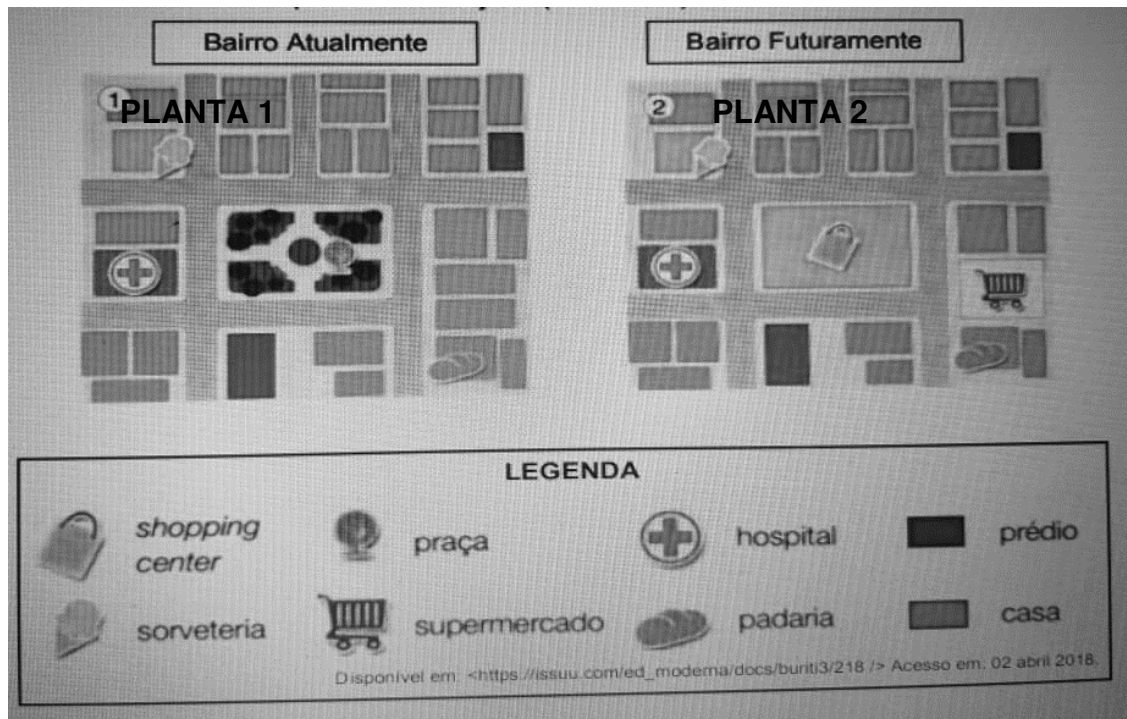 Bairro Atualmente
Bairro Futuramente
1 PLANTA 1
2 PLANTA 2
LEGENDA
shopping center
praça
hospital
prédio
sorveteria
supermercado
padaria
casa
Disponível em: <https://issuu.com/ed_moderna/docs/buriti3/218 /> Acesso em: 02 abril 2018.